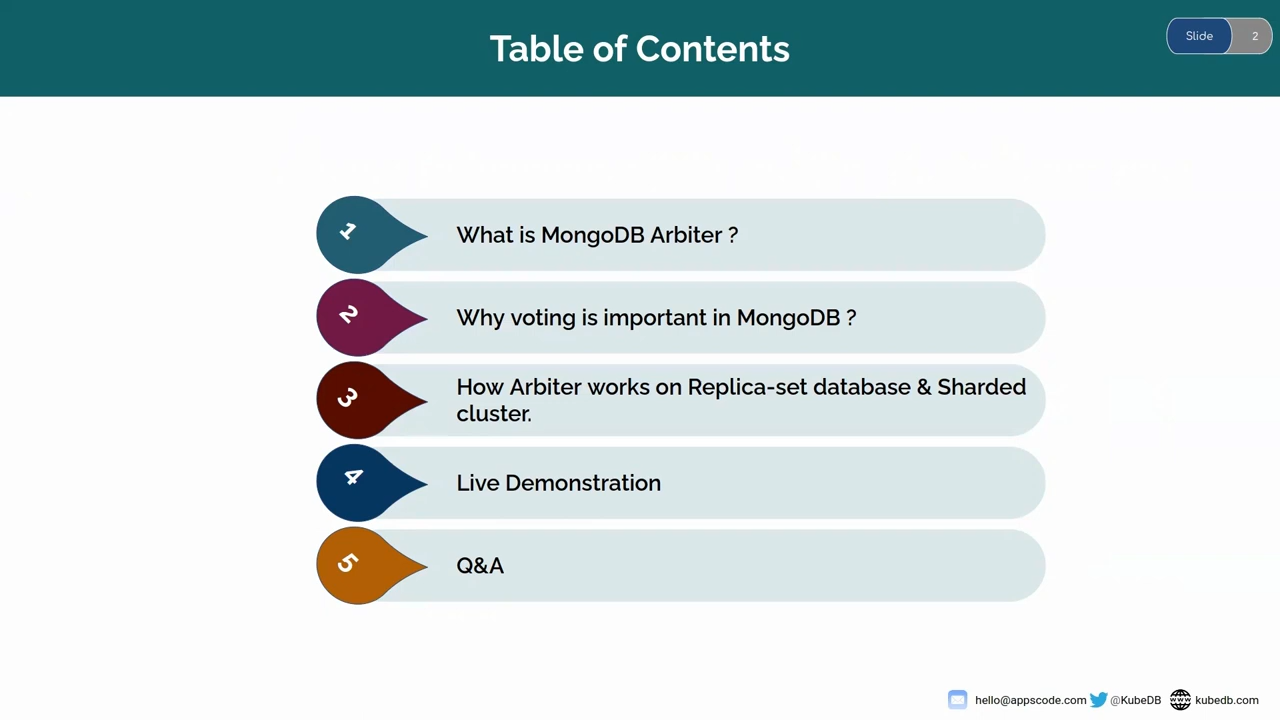 Table of Contents
Slide 2
1 What is MongoDB Arbiter ?
2 Why voting is important in MongoDB ?
3 How Arbiter works on Replica-set database & Sharded
cluster.
4 Live Demonstration
5 Q&A
hello@appscode.com @KubeDB www kubedb.com